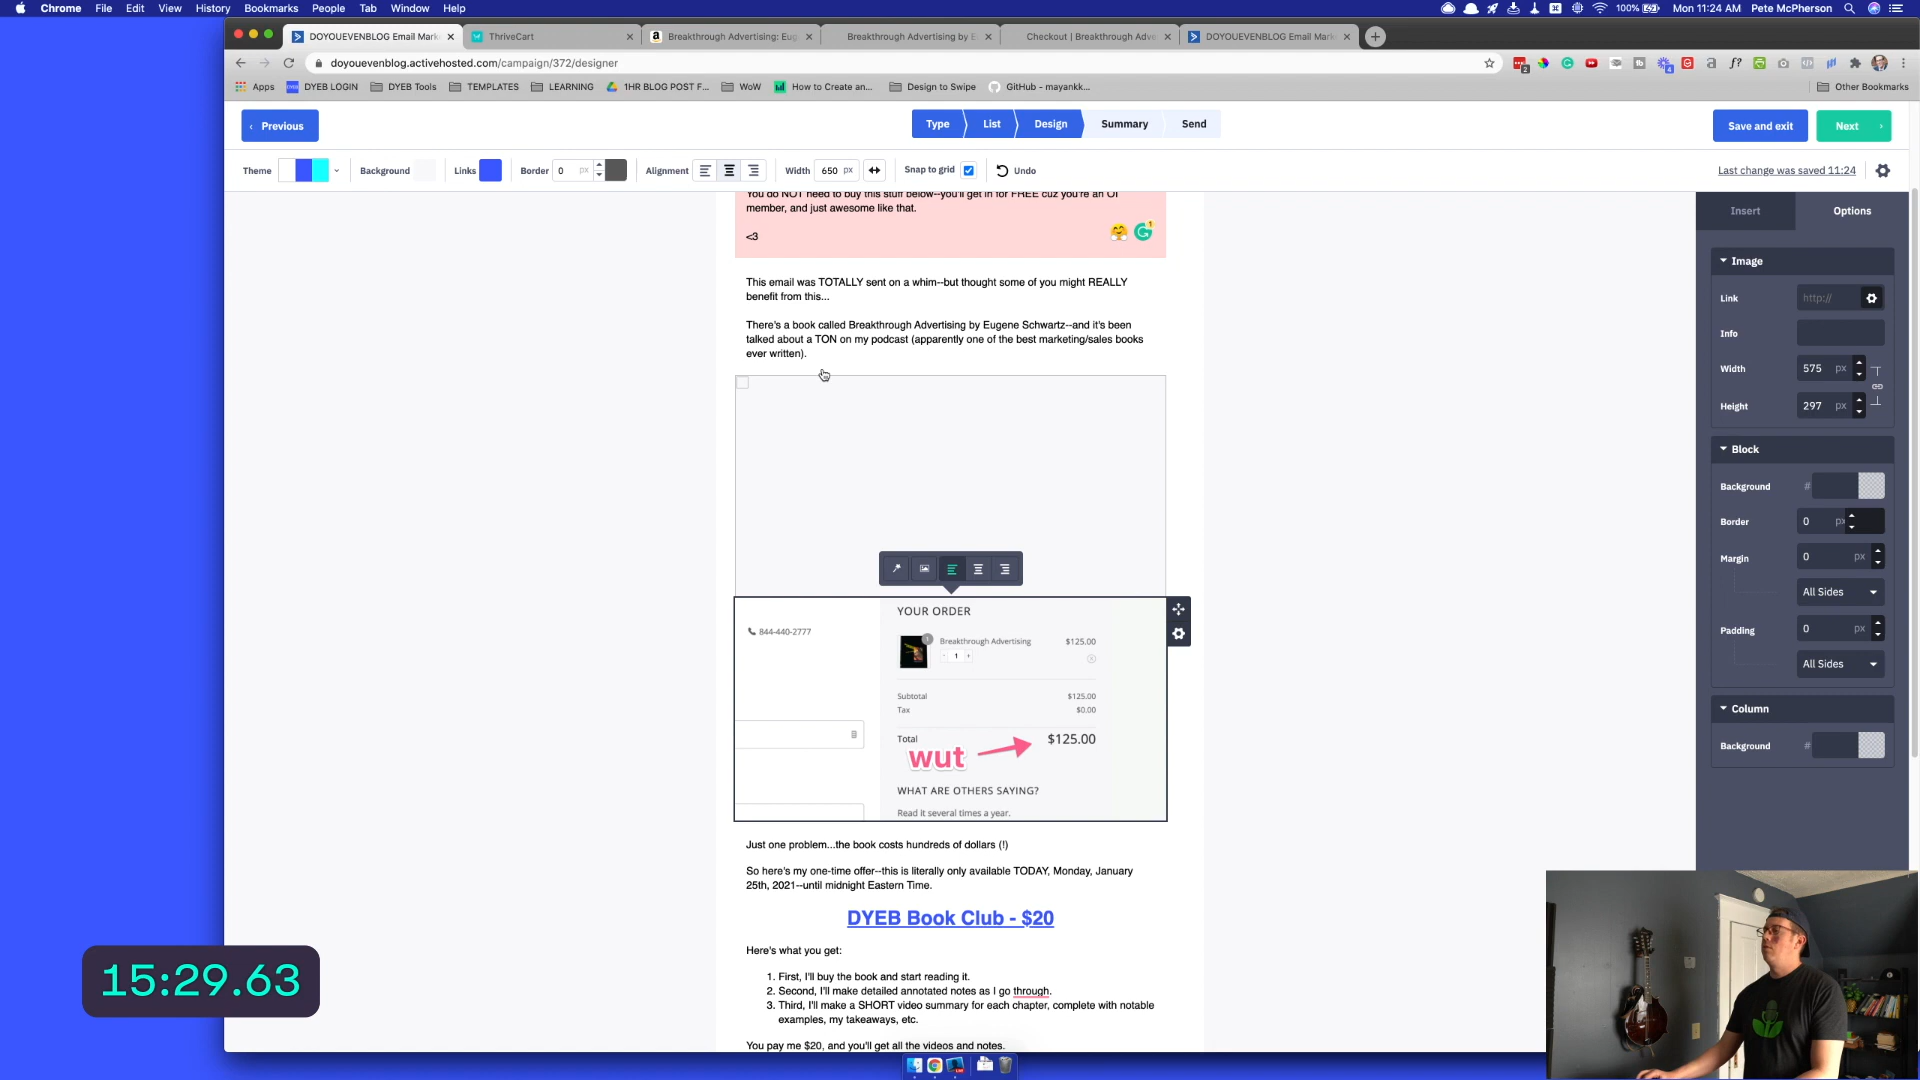 Chrome File Edit View History Bookmarks People Tab Window Help
100% Mon 11:24 AM Pete McPherson
DOYOUEVENBLOG Email Mark
ThriveCart
Breakthrough Advertising: Eug
Breakthrough Advertising by E
Checkout | Breakthrough Adve
DOYOUEVENBLOG Email Mark
doyouevenblog.activehosted.com/campaign/372/designer
Apps DYEB LOGIN DYEB Tools TEMPLATES LEARNING 1HR BLOG POST F... WoW How to Create an... Design to Swipe GitHub - mayankk... Other Bookmarks
Previous
Type List Design Summary Send
Save and exit Next
Theme Background Links Border 0 px Alignment Width 650 px Snap to grid Undo
Last change was saved 11:24
You do NOT need to buy this stuff below--you'll get in for FREE cuz you're an OI
member, and just awesome like that.
<3
This email was TOTALLY sent on a whim--but thought some of you might REALLY
benefit from this...
There's a book called Breakthrough Advertising by Eugene Schwartz--and it's been
talked about a TON on my podcast (apparently one of the best marketing/sales books
ever written).
YOUR ORDER
844-440-2777
1
Breakthrough Advertising $125.00
- 1 +
Subtotal $125.00
Tax $0.00
Total $125.00
wut
WHAT ARE OTHERS SAYING?
Read it several times a year.
Just one problem...the book costs hundreds of dollars (!)
So here's my one-time offer--this is literally only available TODAY, Monday, January
25th, 2021--until midnight Eastern Time.
DYEB Book Club - $20
Here's what you get:
1. First, I'll buy the book and start reading it.
2. Second, I'll make detailed annotated notes as I go through.
3. Third, I'll make a SHORT video summary for each chapter, complete with notable
examples, my takeaways, etc.
You pay me $20, and you'll get all the videos and notes.
Insert Options
Image
Link http://
Info
Width 575 px
Height 297 px
Block
Background #
Border 0 px
Margin 0 px
All Sides
Padding 0 px
All Sides
Column
Background #
15:29.63